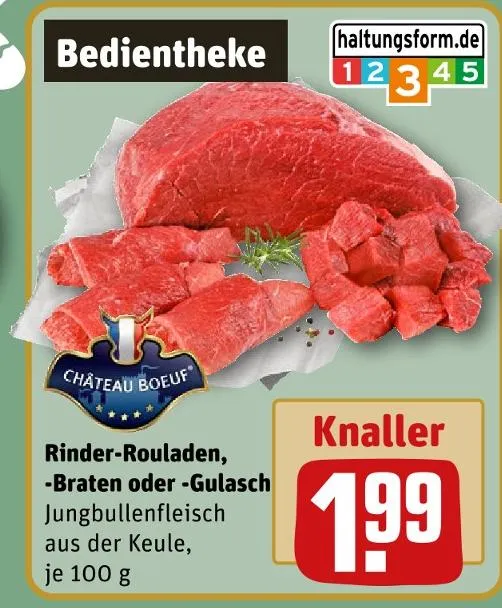 Bedientheke
haltungsform.de
1 2 3 4 5
CHÂTEAU BOEUF
Rinder-Rouladen,
-Braten oder -Gulasch
Jungbullenfleisch
aus der Keule,
je 100 g
Knaller
1.99